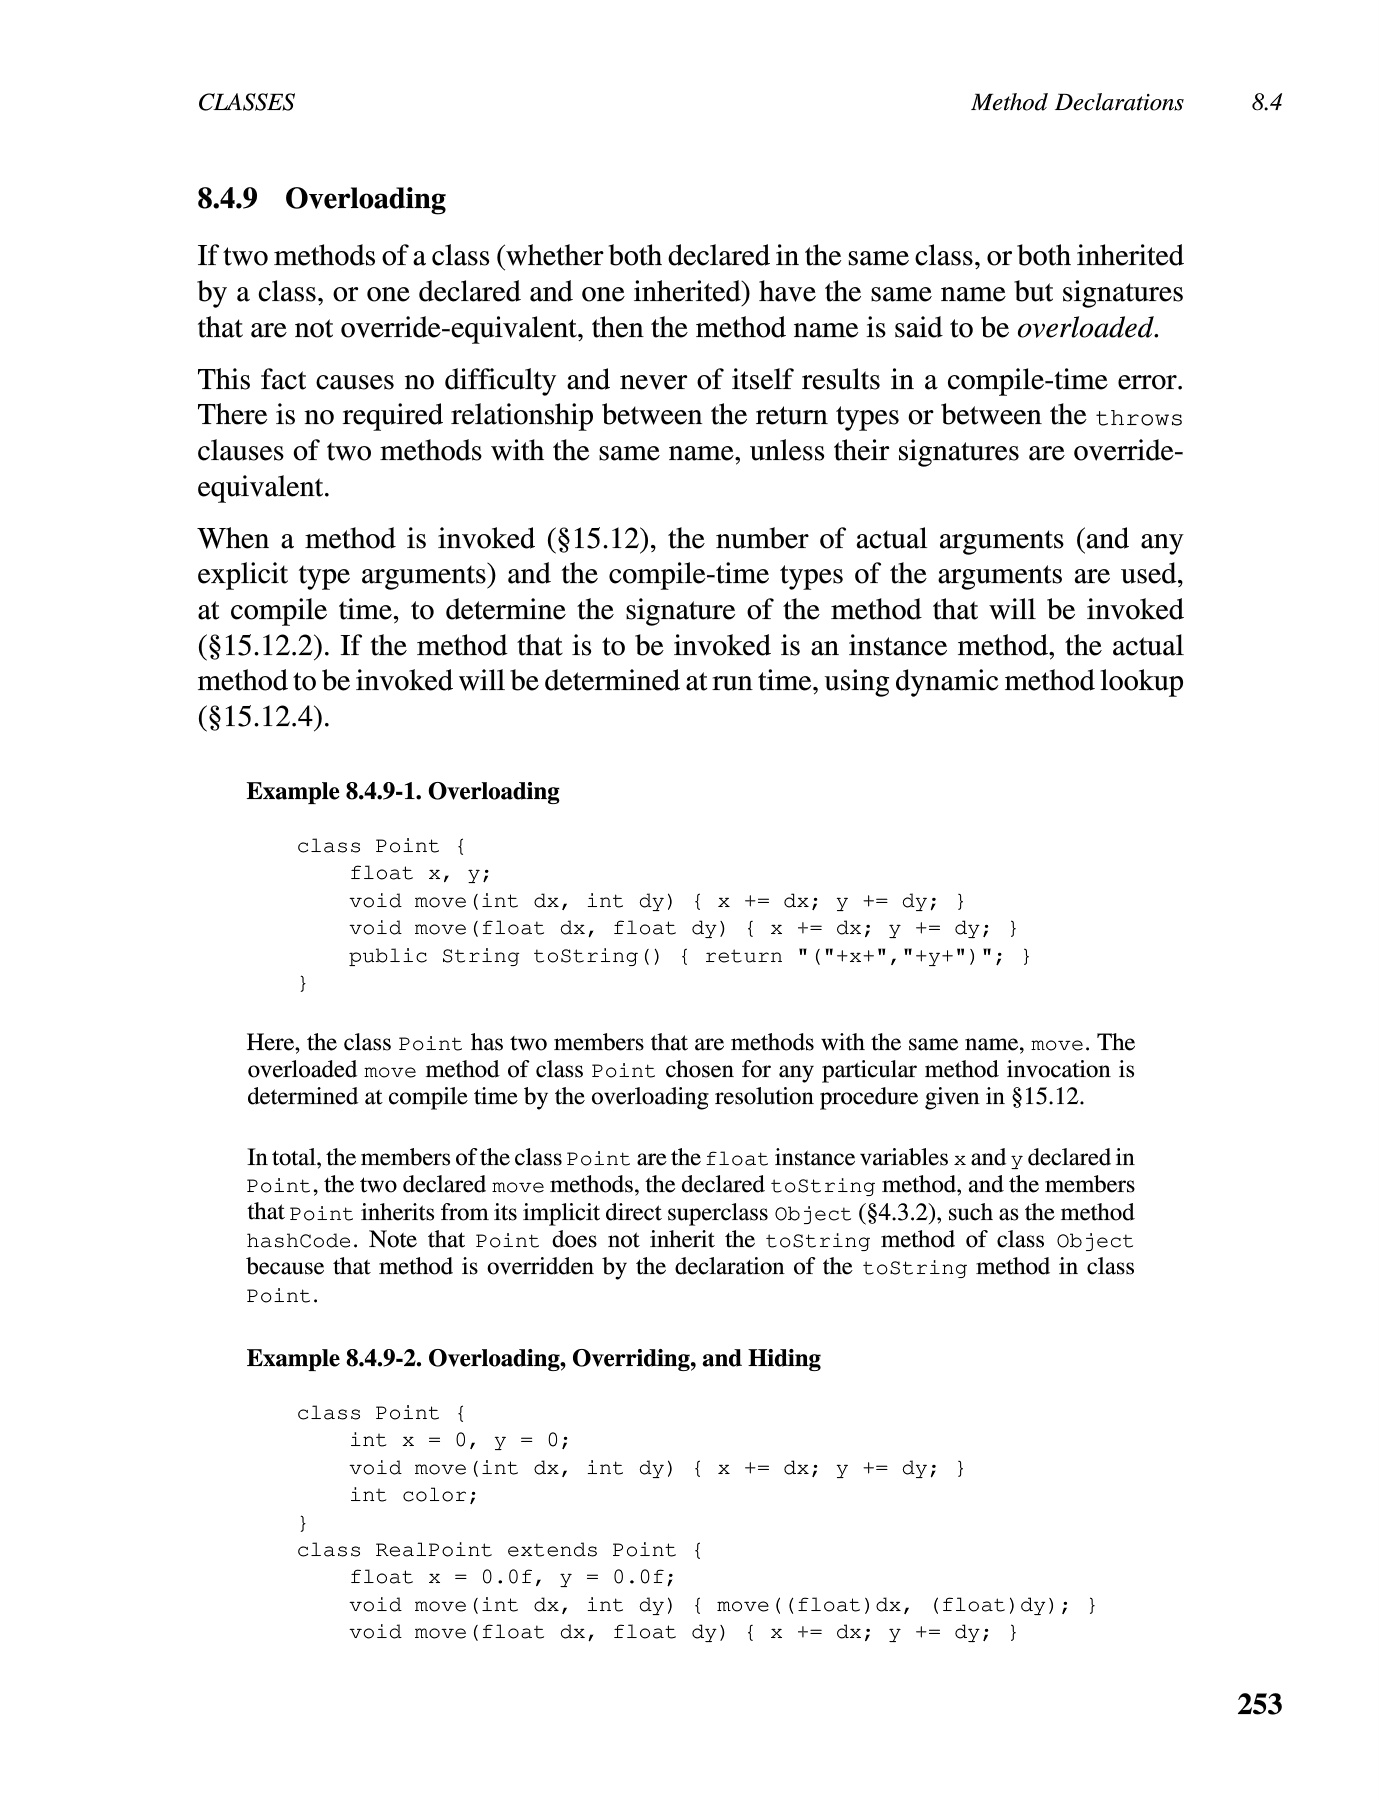 CLASSES Method Declarations 8.4
8.4.9 Overloading
If two methods of a class (whether both declared in the same class, or both inherited
by a class, or one declared and one inherited) have the same name but signatures
that are not override-equivalent, then the method name is said to be overloaded.
This fact causes no difficulty and never of itself results in a compile-time error.
There is no required relationship between the return types or between the throws
clauses of two methods with the same name, unless their signatures are override-
equivalent.
When a method is invoked (§15.12), the number of actual arguments (and any
explicit type arguments) and the compile-time types of the arguments are used,
at compile time, to determine the signature of the method that will be invoked
(§15.12.2). If the method that is to be invoked is an instance method, the actual
method to be invoked will be determined at run time, using dynamic method lookup
(§15.12.4).
Example 8.4.9-1. Overloading
class Point {
    float x, y;
    void move(int dx, int dy) { x += dx; y += dy; }
    void move(float dx, float dy) { x += dx; y += dy; }
    public String toString() { return "("+x+","+y+")"; }
}
Here, the class Point has two members that are methods with the same name, move. The
overloaded move method of class Point chosen for any particular method invocation is
determined at compile time by the overloading resolution procedure given in §15.12.
In total, the members of the class Point are the float instance variables x and y declared in
Point, the two declared move methods, the declared toString method, and the members
that Point inherits from its implicit direct superclass Object (§4.3.2), such as the method
hashCode. Note that Point does not inherit the toString method of class Object
because that method is overridden by the declaration of the toString method in class
Point.
Example 8.4.9-2. Overloading, Overriding, and Hiding
class Point {
    int x = 0, y = 0;
    void move(int dx, int dy) { x += dx; y += dy; }
    int color;
}
class RealPoint extends Point {
    float x = 0.0f, y = 0.0f;
    void move(int dx, int dy) { move((float)dx, (float)dy); }
    void move(float dx, float dy) { x += dx; y += dy; }
253